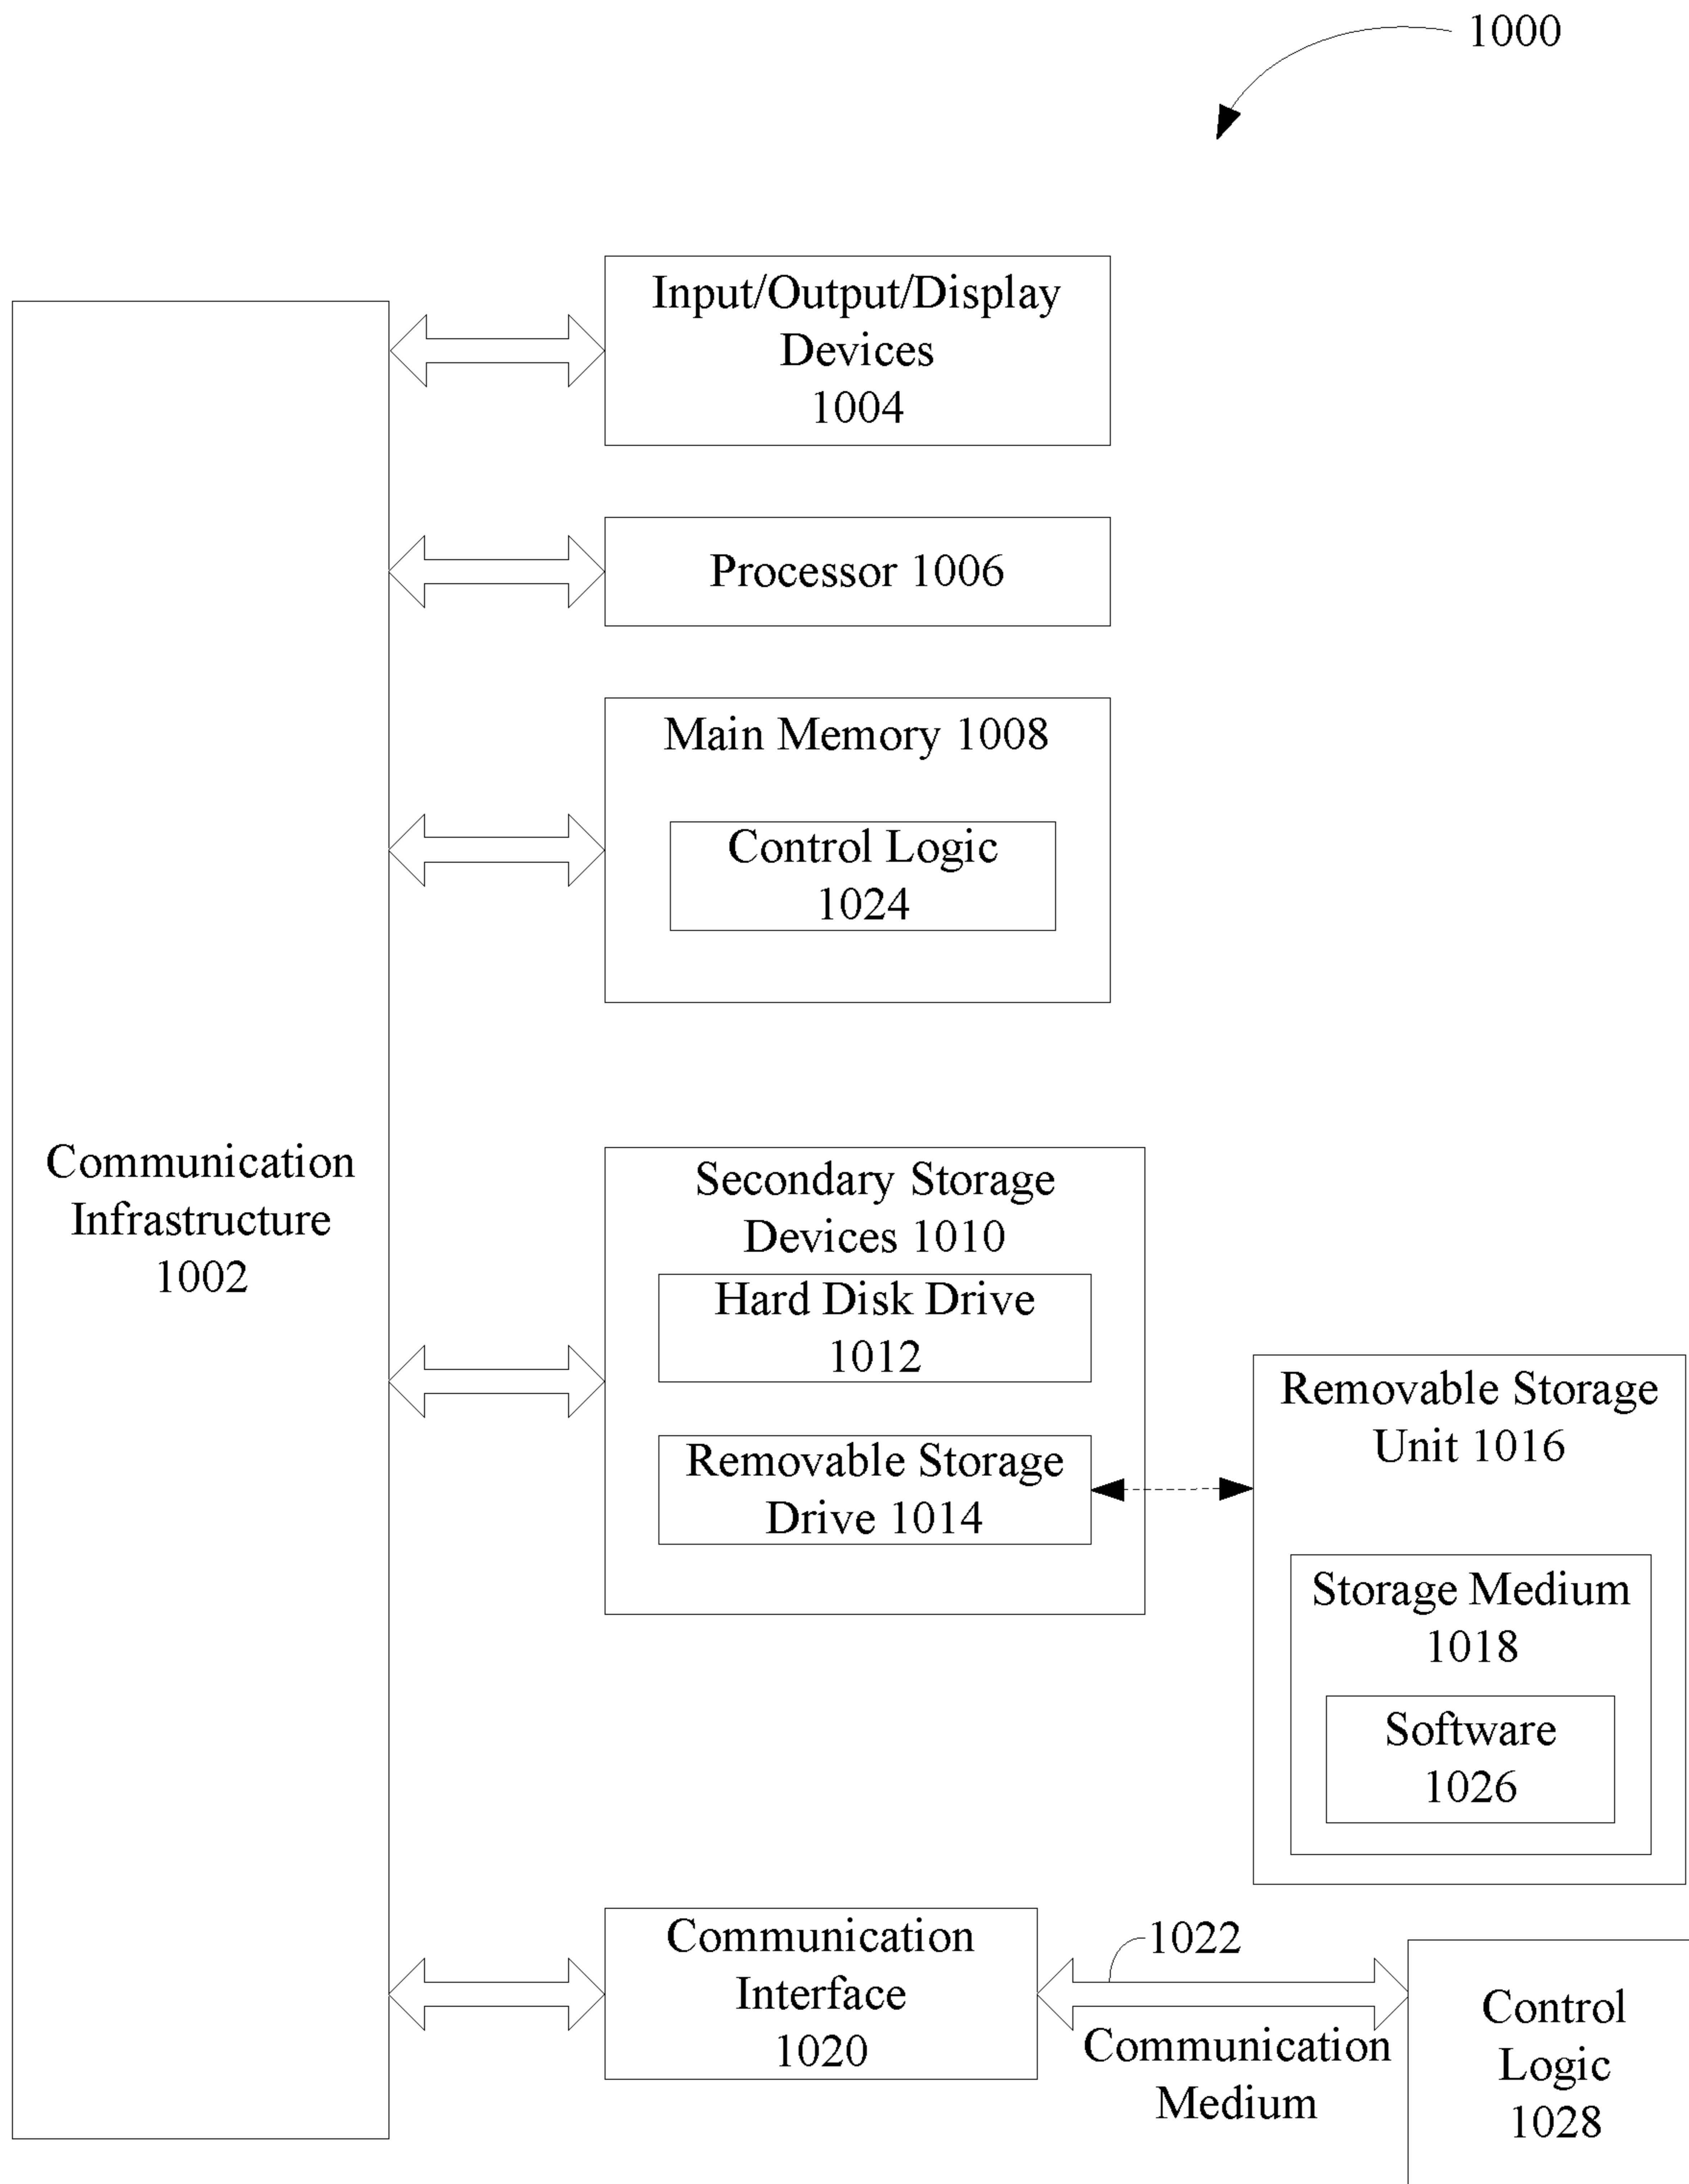 1000
Input/Output/Display
Devices
1004
Processor 1006
Main Memory 1008
Control Logic
1024
Communication
Infrastructure
1002
Secondary Storage
Devices 1010
Hard Disk Drive
1012
Removable Storage
Drive 1014
Removable Storage
Unit 1016
Storage Medium
1018
Software
1026
Communication
Interface
1020
1022
Communication
Medium
Control
Logic
1028